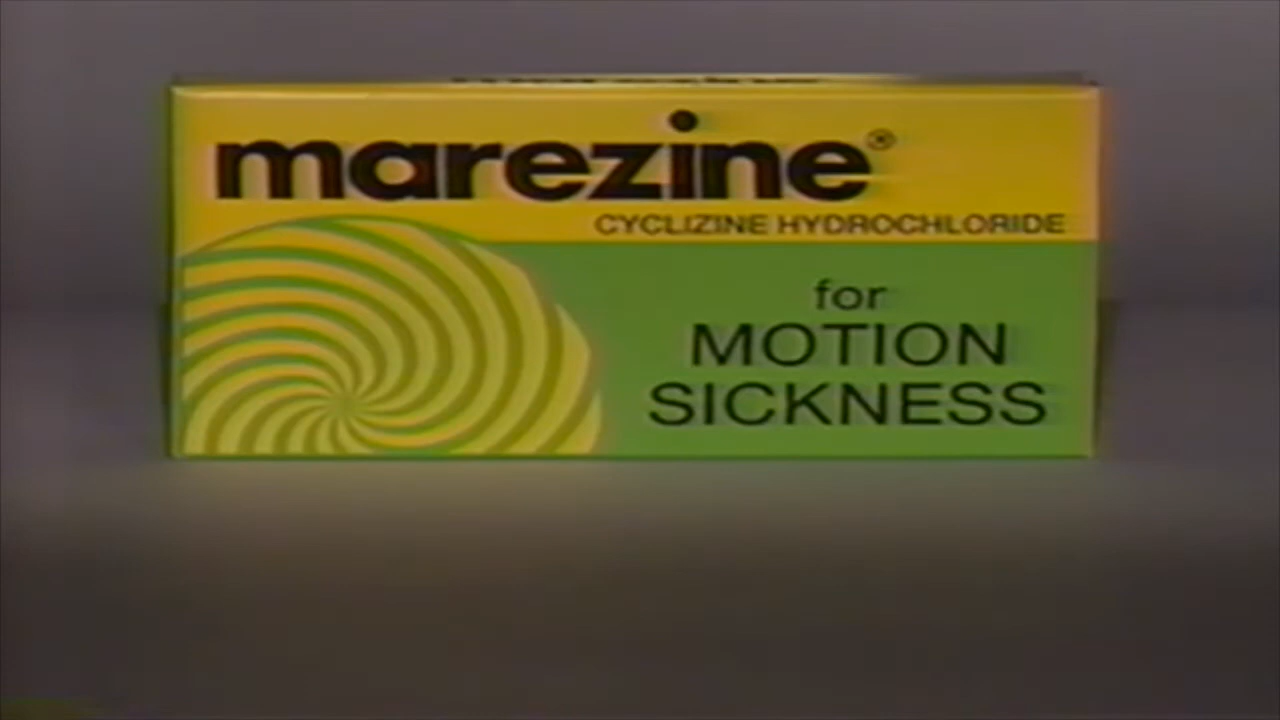 marezine®
CYCLIZINE HYDROCHLORIDE
for
MOTION
SICKNESS